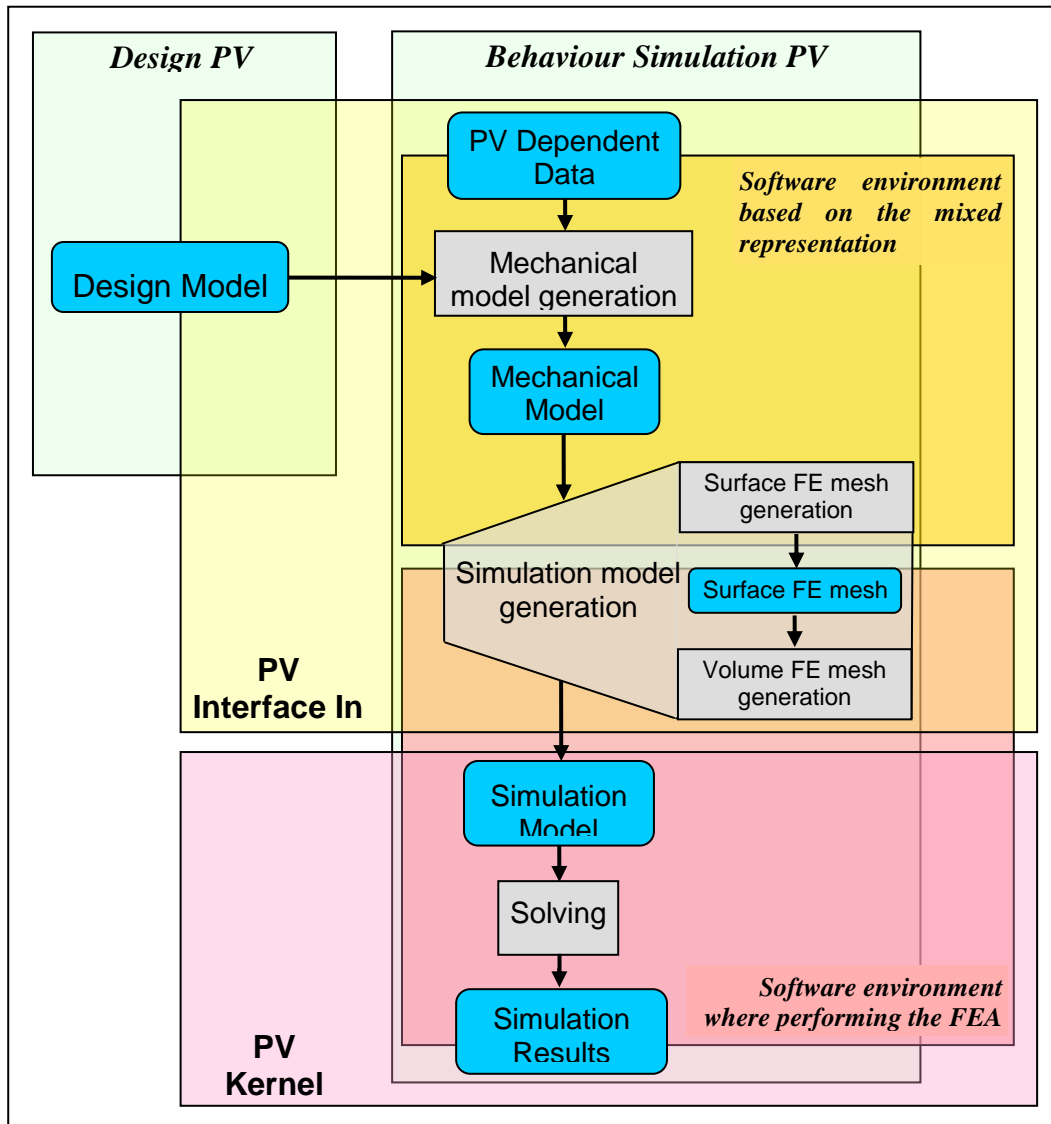 Design PV
Behaviour Simulation PV
PV Dependent
Data
Software environment
based on the mixed
representation
Design Model
Mechanical
model generation
Mechanical
Model
Surface FE mesh
generation
Simulation model
generation
Surface FE mesh
Volume FE mesh
generation
PV
Interface In
Simulation
Model
Solving
Software environment
where performing the FEA
Simulation
Results
PV
Kernel